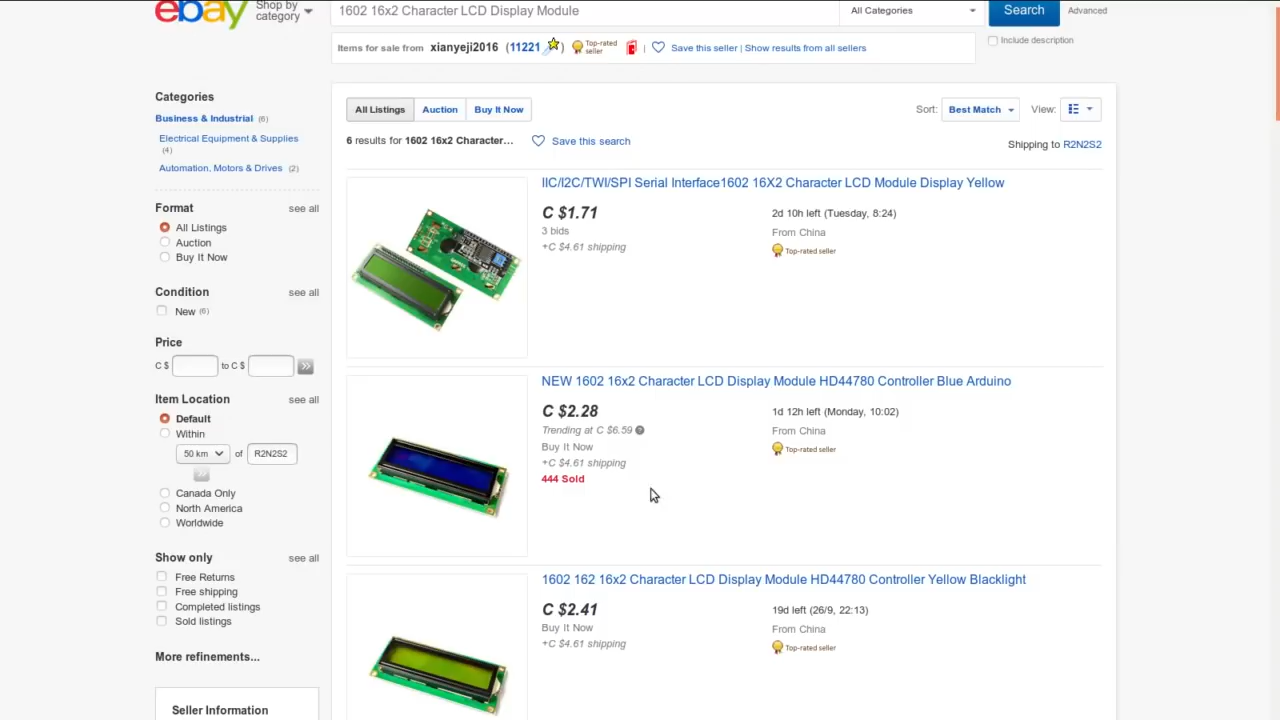 ebay
Shop by
category
1602 16x2 Character LCD Display Module
All Categories
Search
Advanced
Items for sale from xianyeji2016 (11221 ) Top-rated seller | Save this seller | Show results from all sellers
Include description
Categories
Business & Industrial (6)
Electrical Equipment & Supplies
(4)
Automation, Motors & Drives (2)
Format see all
All Listings
Auction
Buy It Now
Condition see all
New (6)
Price
C $ to C $
Item Location see all
Default
Within
50 km of R2N2S2
Canada Only
North America
Worldwide
Show only see all
Free Returns
Free shipping
Completed listings
Sold listings
More refinements...
Seller Information
All Listings Auction Buy It Now
Sort: Best Match View:
6 results for 1602 16x2 Character... Save this search
Shipping to R2N2S2
IIC/I2C/TWI/SPI Serial Interface1602 16X2 Character LCD Module Display Yellow
C $1.71 2d 10h left (Tuesday, 8:24)
3 bids From China
+C $4.61 shipping Top-rated seller
NEW 1602 16x2 Character LCD Display Module HD44780 Controller Blue Arduino
C $2.28 1d 12h left (Monday, 10:02)
Trending at C $6.59 From China
Buy It Now Top-rated seller
+C $4.61 shipping
444 Sold
1602 162 16x2 Character LCD Display Module HD44780 Controller Yellow Blacklight
C $2.41 19d left (26/9, 22:13)
Buy It Now From China
+C $4.61 shipping Top-rated seller